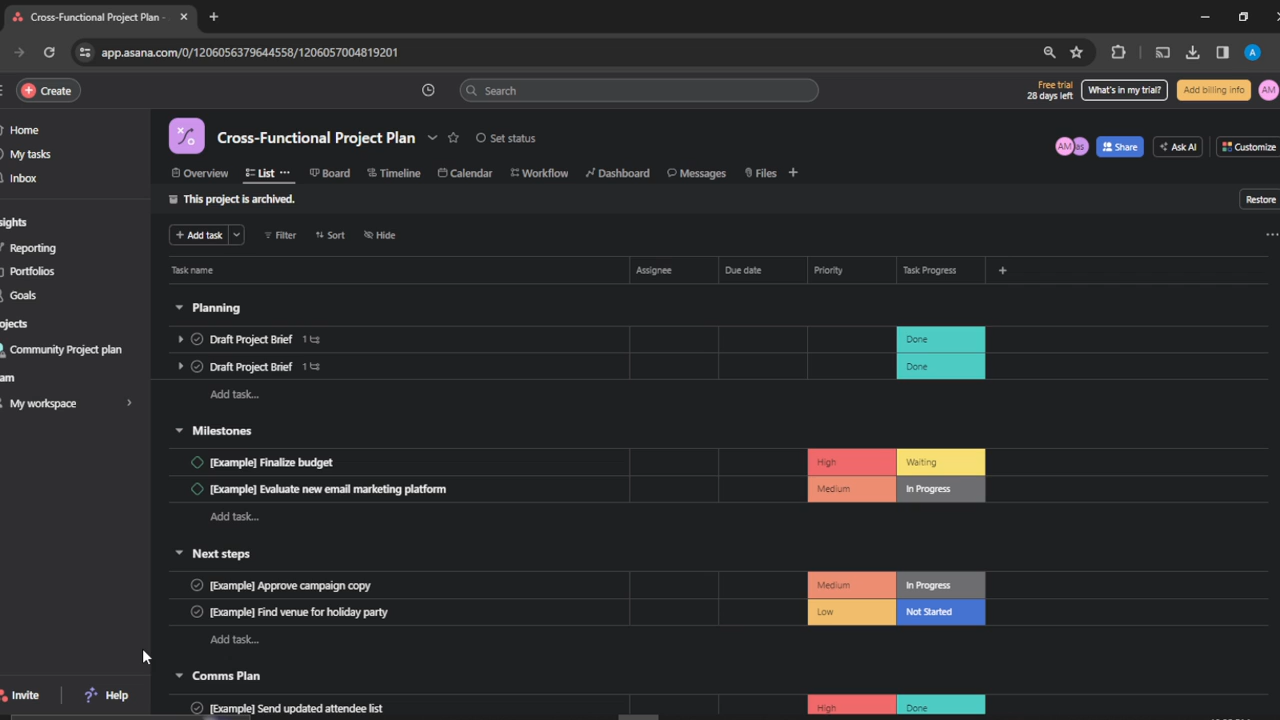 Cross-Functional Project Plan -
app.asana.com/0/1206056379644558/1206057004819201
A
Create
Search
Free trial
28 days left
What's in my trial?
Add billing info
AM
Home
My tasks
Inbox
sights
Reporting
Portfolios
Goals
ojects
Community Project plan
am
My workspace
Invite
Help
Cross-Functional Project Plan
Set status
AM
as
Share
Ask AI
Customize
Overview
List
Board
Timeline
Calendar
Workflow
Dashboard
Messages
Files
This project is archived.
Restore
Add task
Filter
Sort
Hide
Task name Assignee Due date Priority Task Progress
Planning
Draft Project Brief 1 Done
Draft Project Brief 1 Done
Add task...
Milestones
[Example] Finalize budget High Waiting
[Example] Evaluate new email marketing platform Medium In Progress
Add task...
Next steps
[Example] Approve campaign copy Medium In Progress
[Example] Find venue for holiday party Low Not Started
Add task...
Comms Plan
[Example] Send updated attendee list High Done